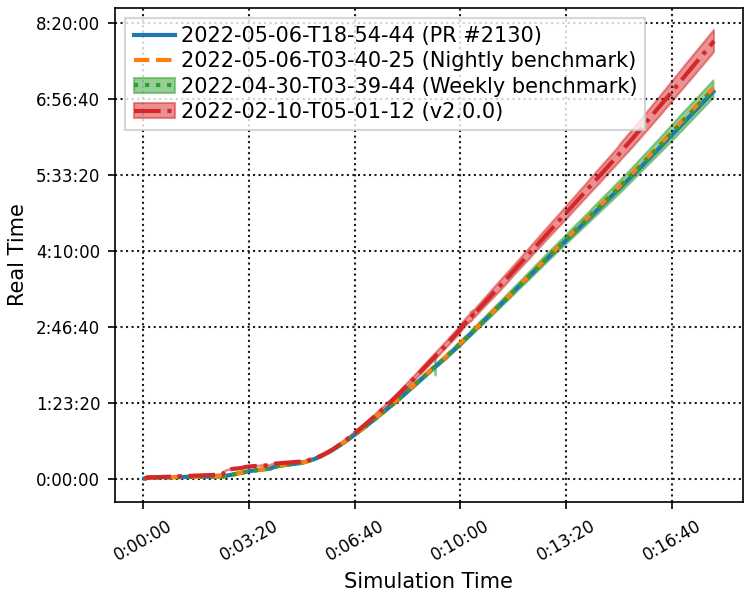 8:20:00
6:56:40
5:33:20
4:10:00
2:46:40
1:23:20
0:00:00
Real Time
2022-05-06-T18-54-44 (PR #2130)
2022-05-06-T03-40-25 (Nightly benchmark)
2022-04-30-T03-39-44 (Weekly benchmark)
2022-02-10-T05-01-12 (v2.0.0)
0:00:00
0:03:20
0:06:40
0:10:00
0:13:20
0:16:40
Simulation Time